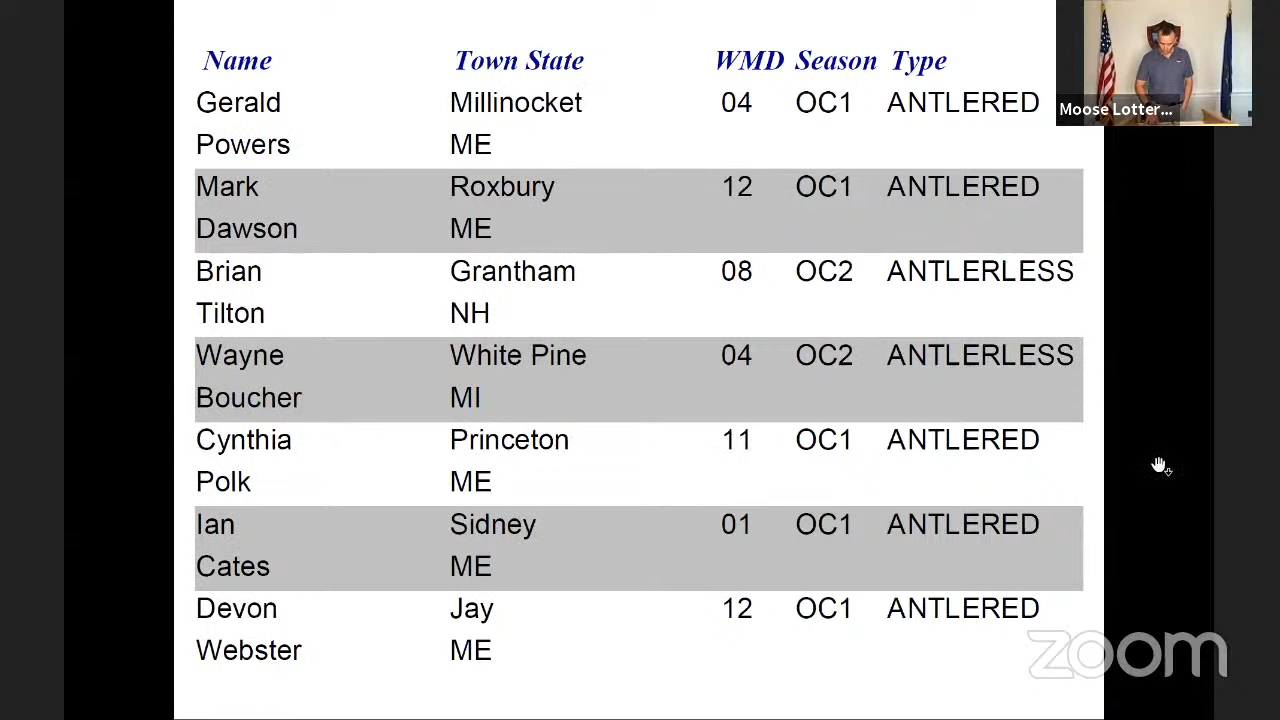 Name Town State WMD Season Type
Gerald Millinocket 04 OC1 ANTLERED
Powers ME
Mark Roxbury 12 OC1 ANTLERED
Dawson ME
Brian Grantham 08 OC2 ANTLERLESS
Tilton NH
Wayne White Pine 04 OC2 ANTLERLESS
Boucher MI
Cynthia Princeton 11 OC1 ANTLERED
Polk ME
Ian Sidney 01 OC1 ANTLERED
Cates ME
Devon Jay 12 OC1 ANTLERED
Webster ME
Moose Lotter...
zoom